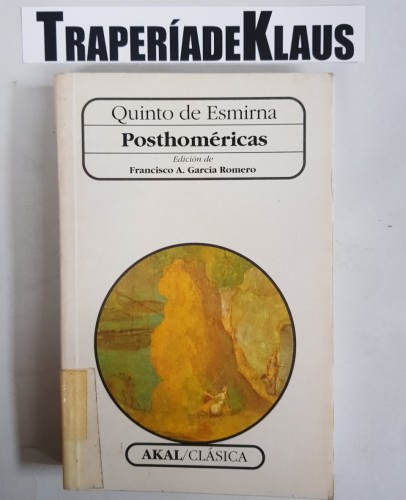 TRAPERÍADEKLAUS
Quinto de Esmirna
Posthoméricas
Edición de
Francisco A. García Romero
AKAL/CLÁSICA